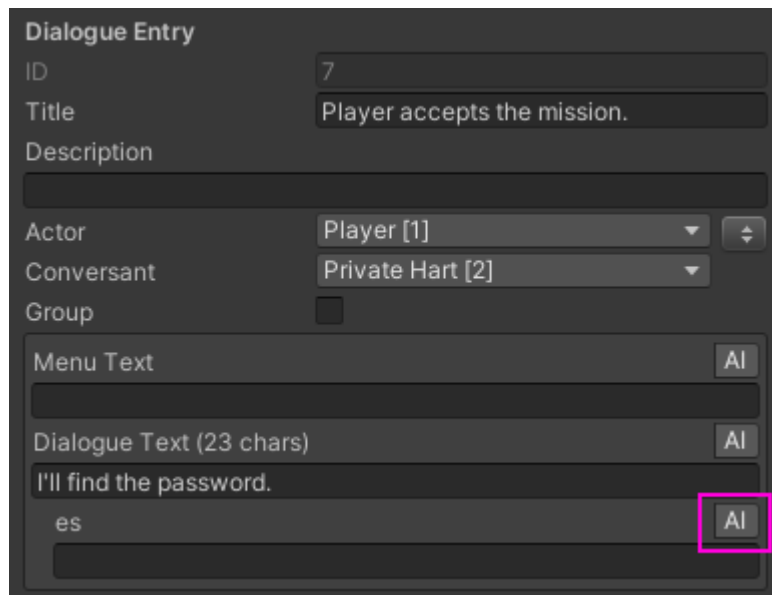 Dialogue Entry
ID 7
Title Player accepts the mission.
Description
Actor Player [1]
Conversant Private Hart [2]
Group
Menu Text AI
Dialogue Text (23 chars) AI
I'll find the password.
es AI